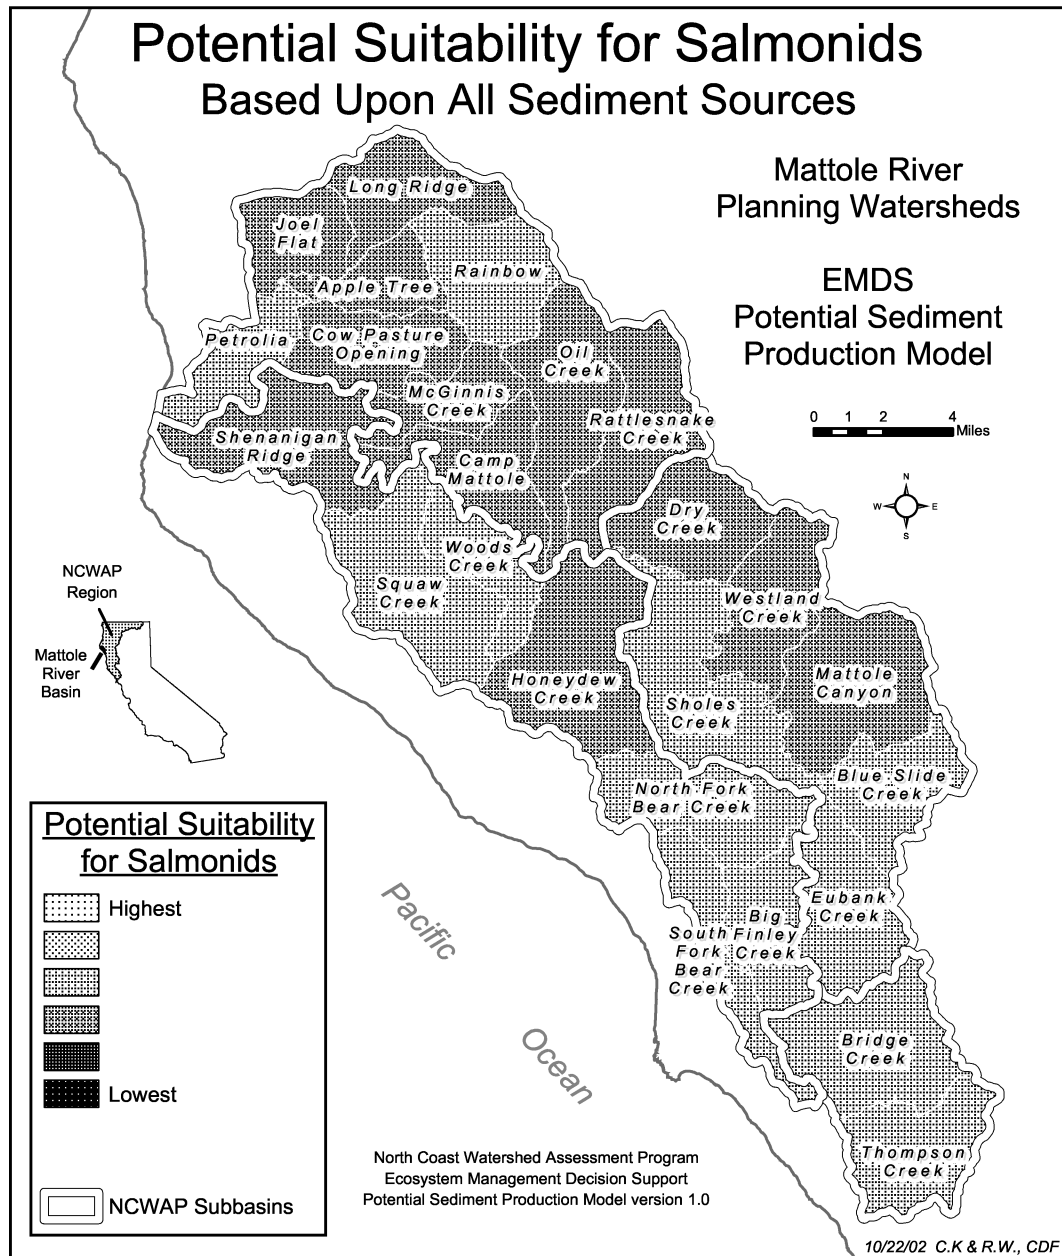 Potential Suitability for Salmonids
Based Upon All Sediment Sources
Mattole River
Planning Watersheds
EMDS
Potential Sediment
Production Model
0 1 2 4
Miles
N
W E
S
Long Ridge
Joel
Flat
Rainbow
Apple Tree
Petrolia
Cow Pasture
Opening
Oil
Creek
McGinnis
Creek
Rattlesnake
Creek
Shenanigan
Ridge
Camp
Mattole
Dry
Creek
Woods
Creek
Squaw
Creek
Westland
Creek
Honeydew
Creek
Mattole
Canyon
Sholes
Creek
North Fork
Bear Creek
Blue Slide
Creek
Eubank
Creek
Big
Finley
Creek
South
Fork
Bear
Creek
Bridge
Creek
Thompson
Creek
NCWAP
Region
Mattole
River
Basin
Potential Suitability
for Salmonids
Highest
Lowest
NCWAP Subbasins
Pacific
Ocean
North Coast Watershed Assessment Program
Ecosystem Management Decision Support
Potential Sediment Production Model version 1.0
10/22/02 C.K & R.W., CDF